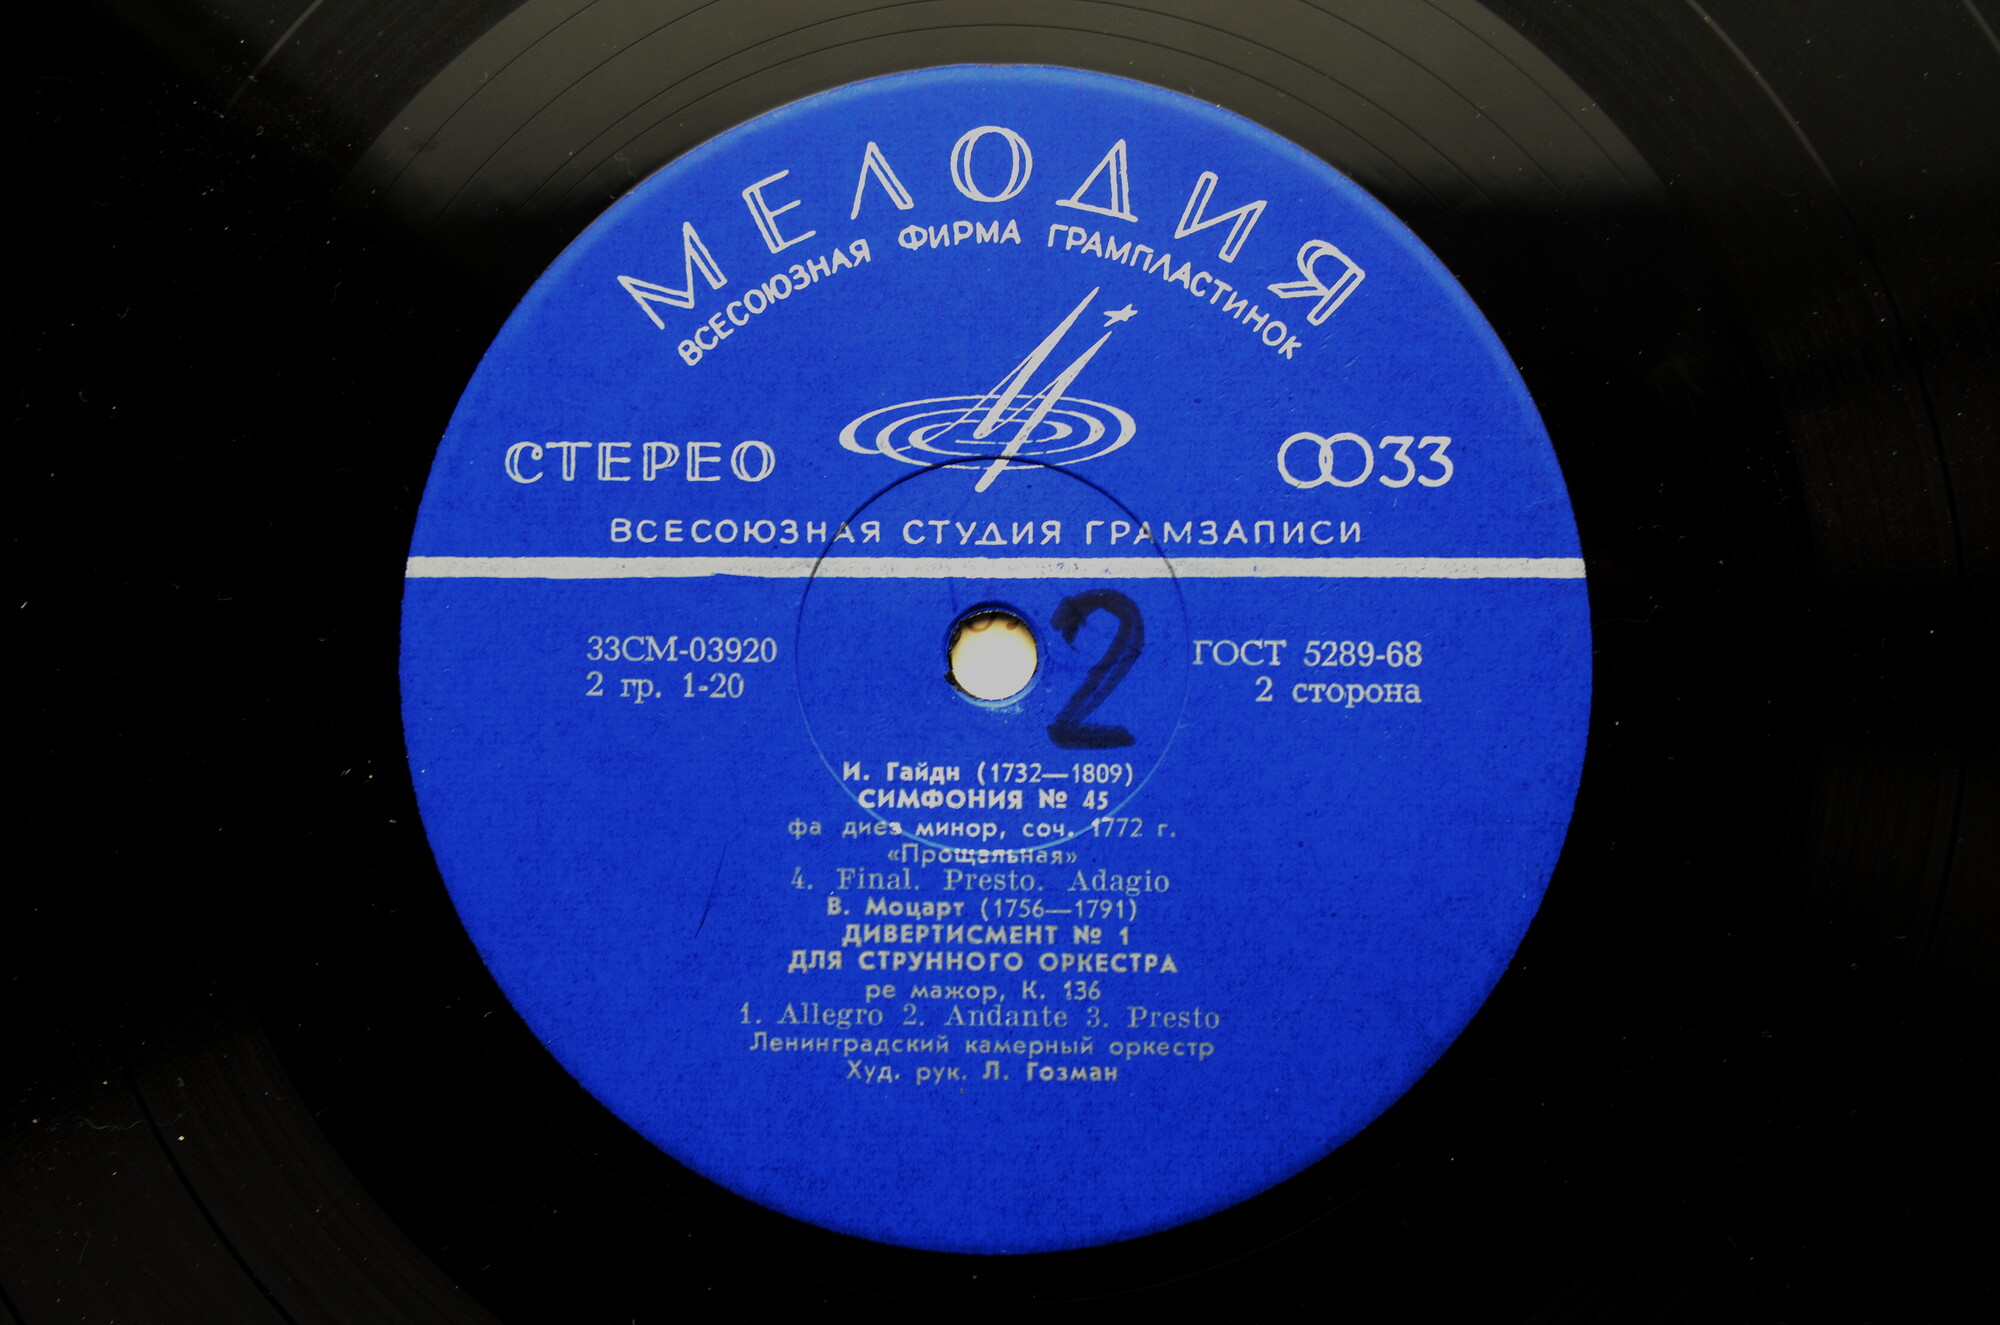 МЕЛОДИЯ
ВСЕСОЮЗНАЯ ФИРМА ГРАМПЛАСТИНОК
СТЕРЕО
33
ВСЕСОЮЗНАЯ СТУДИЯ ГРАМЗАПИСИ
33СМ-03920
2 гр. 1-20
2
ГОСТ 5289-68
2 сторона
И. Гайдн (1732—1809)
СИМФОНИЯ № 45
фа диез минор, соч. 1772 г.
«Прощальная»
4. Final. Presto. Adagio
В. Моцарт (1756—1791)
ДИВЕРТИСМЕНТ № 1
ДЛЯ СТРУННОГО ОРКЕСТРА
ре мажор, К. 136
1. Allegro 2. Andante 3. Presto
Ленинградский камерный оркестр
Худ. рук. Л. Гозман